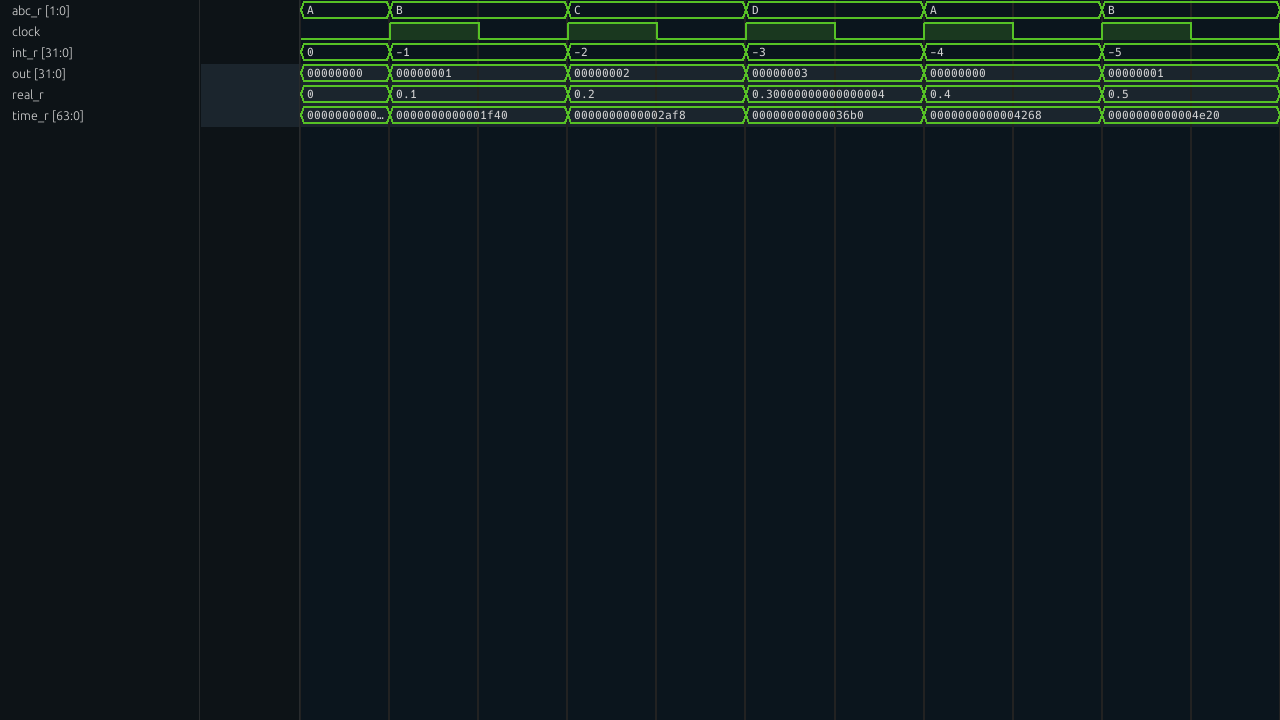 abc_r [1:0] A B C D A B
clock
int_r [31:0] 0 -1 -2 -3 -4 -5
out [31:0] 00000000 00000001 00000002 00000003 00000000 00000001
real_r 0 0.1 0.2 0.30000000000000004 0.4 0.5
time_r [63:0] 0000000000… 0000000000001f40 0000000000002af8 00000000000036b0 0000000000004268 0000000000004e20